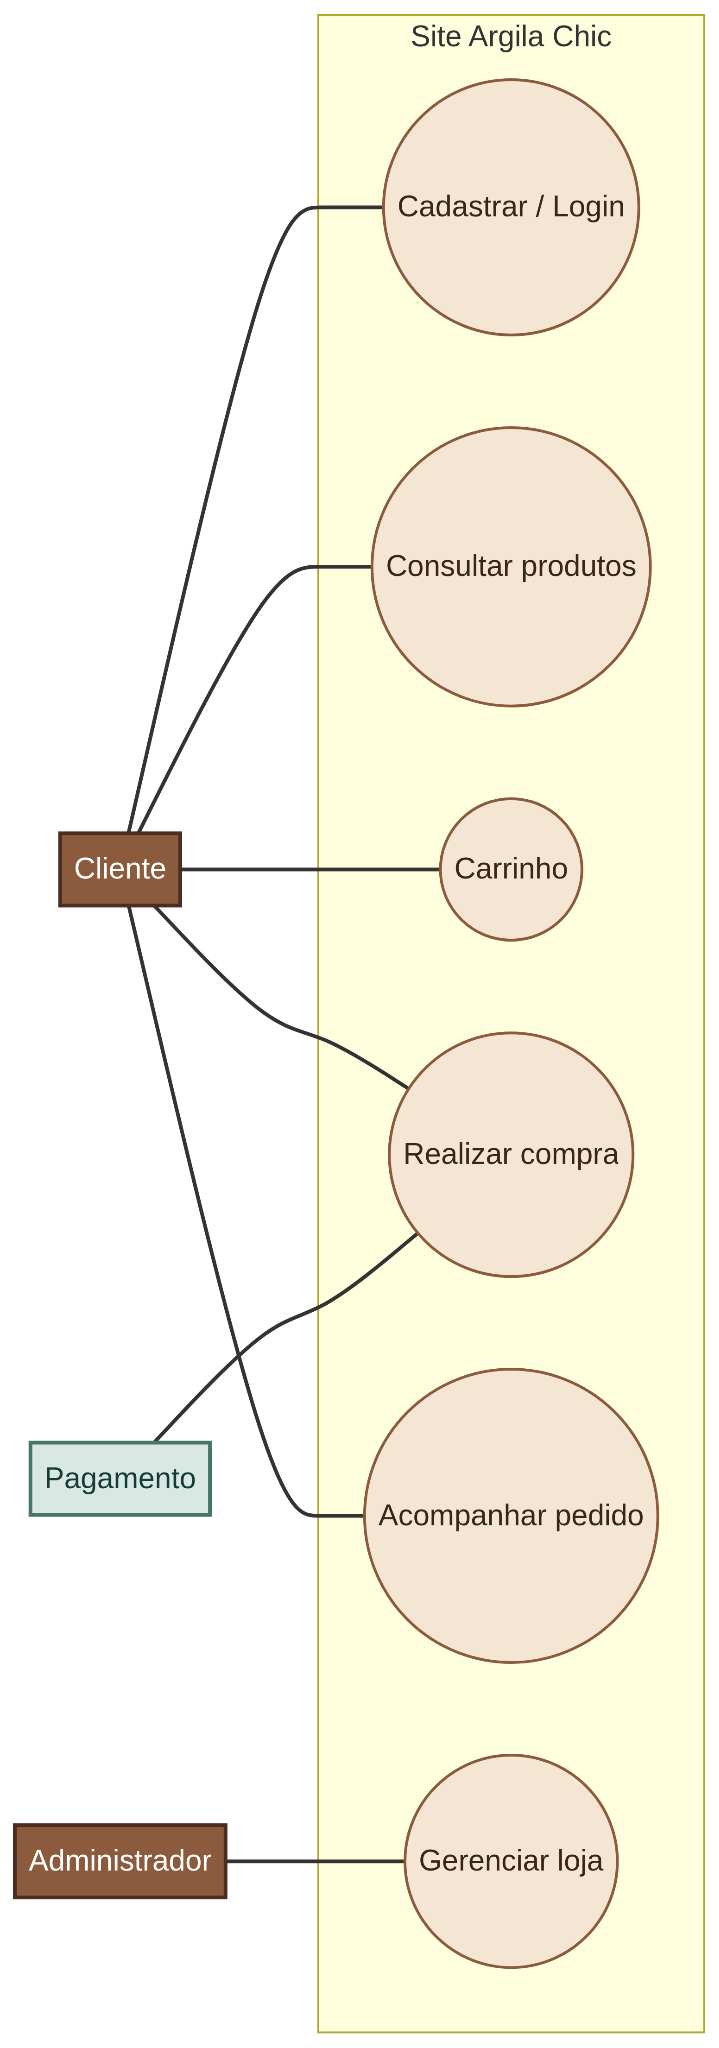 Site Argila Chic
Cadastrar / Login
Consultar produtos
Cliente
Carrinho
Realizar compra
Pagamento
Acompanhar pedido
Administrador
Gerenciar loja